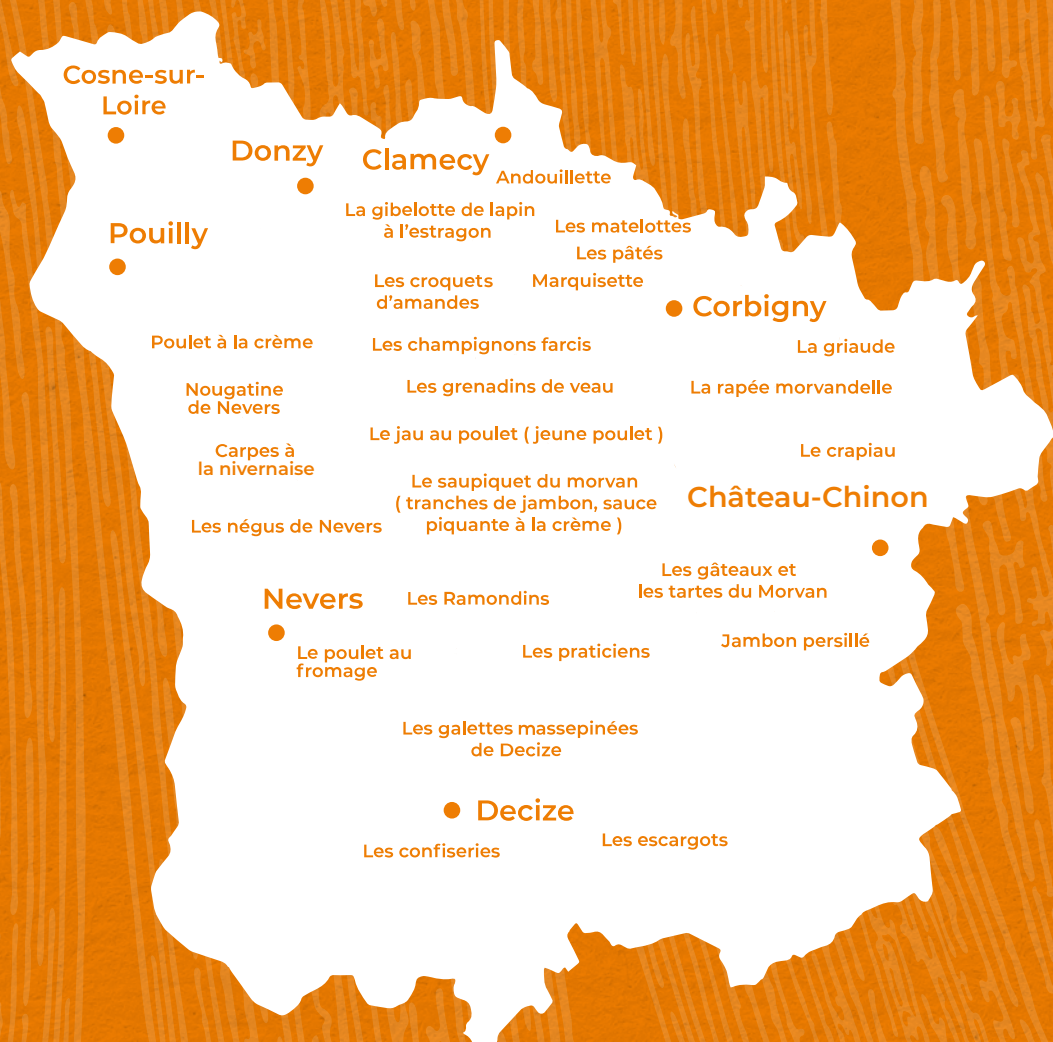 Cosne-sur-
Loire
Donzy
Clamecy
Andouillette
La gibelotte de lapin
à l'estragon
Les matelottes
Pouilly
Les pâtés
Les croquets
d'amandes
Marquisette
Corbigny
Poulet à la crème
Les champignons farcis
La griaude
Nougatine
de Nevers
Les grenadins de veau
La rapée morvandelle
Le jau au poulet ( jeune poulet )
Carpes à
la nivernaise
Le crapiau
Le saupiquet du morvan
( tranches de jambon, sauce
piquante à la crème )
Château-Chinon
Les négus de Nevers
Les gâteaux et
les tartes du Morvan
Nevers
Les Ramondins
Le poulet au
fromage
Les praticiens
Jambon persillé
Les galettes massepinées
de Decize
Decize
Les confiseries
Les escargots